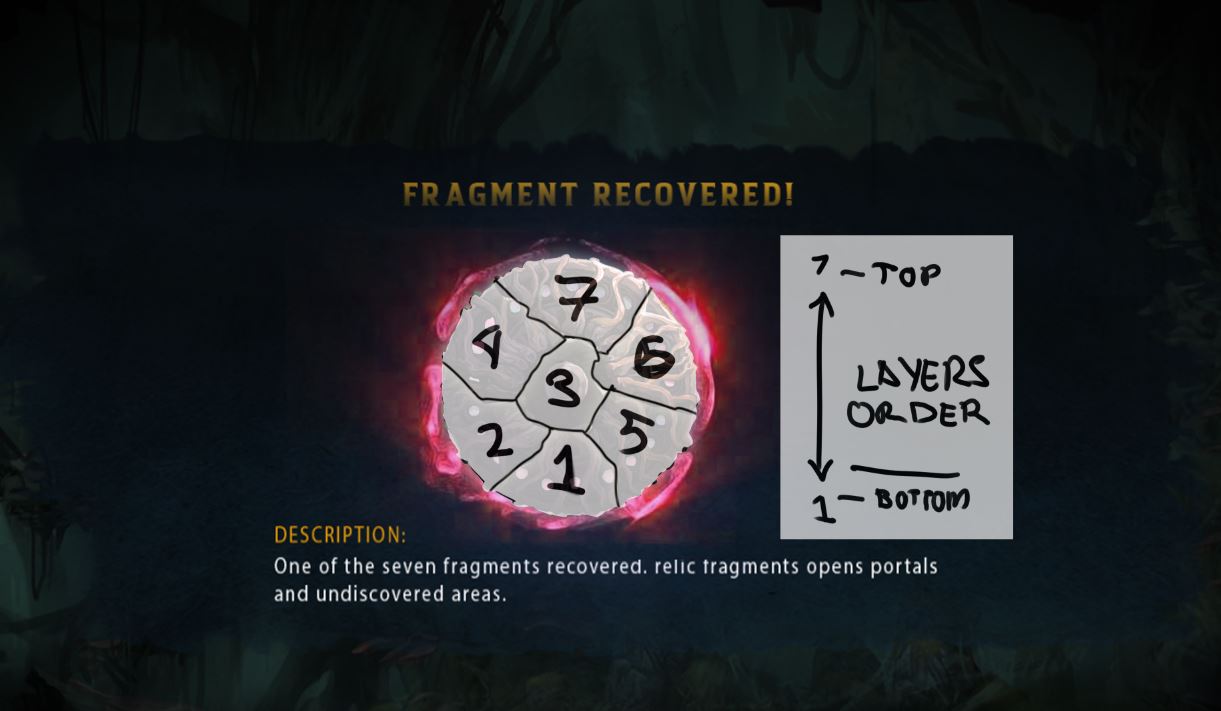 FRAGMENT RECOVERED!
7
4
6
3
2
5
1
7 – TOP
LAYERS
ORDER
1 – BOTTOM
DESCRIPTION:
One of the seven fragments recovered. relic fragments opens portals
and undiscovered areas.